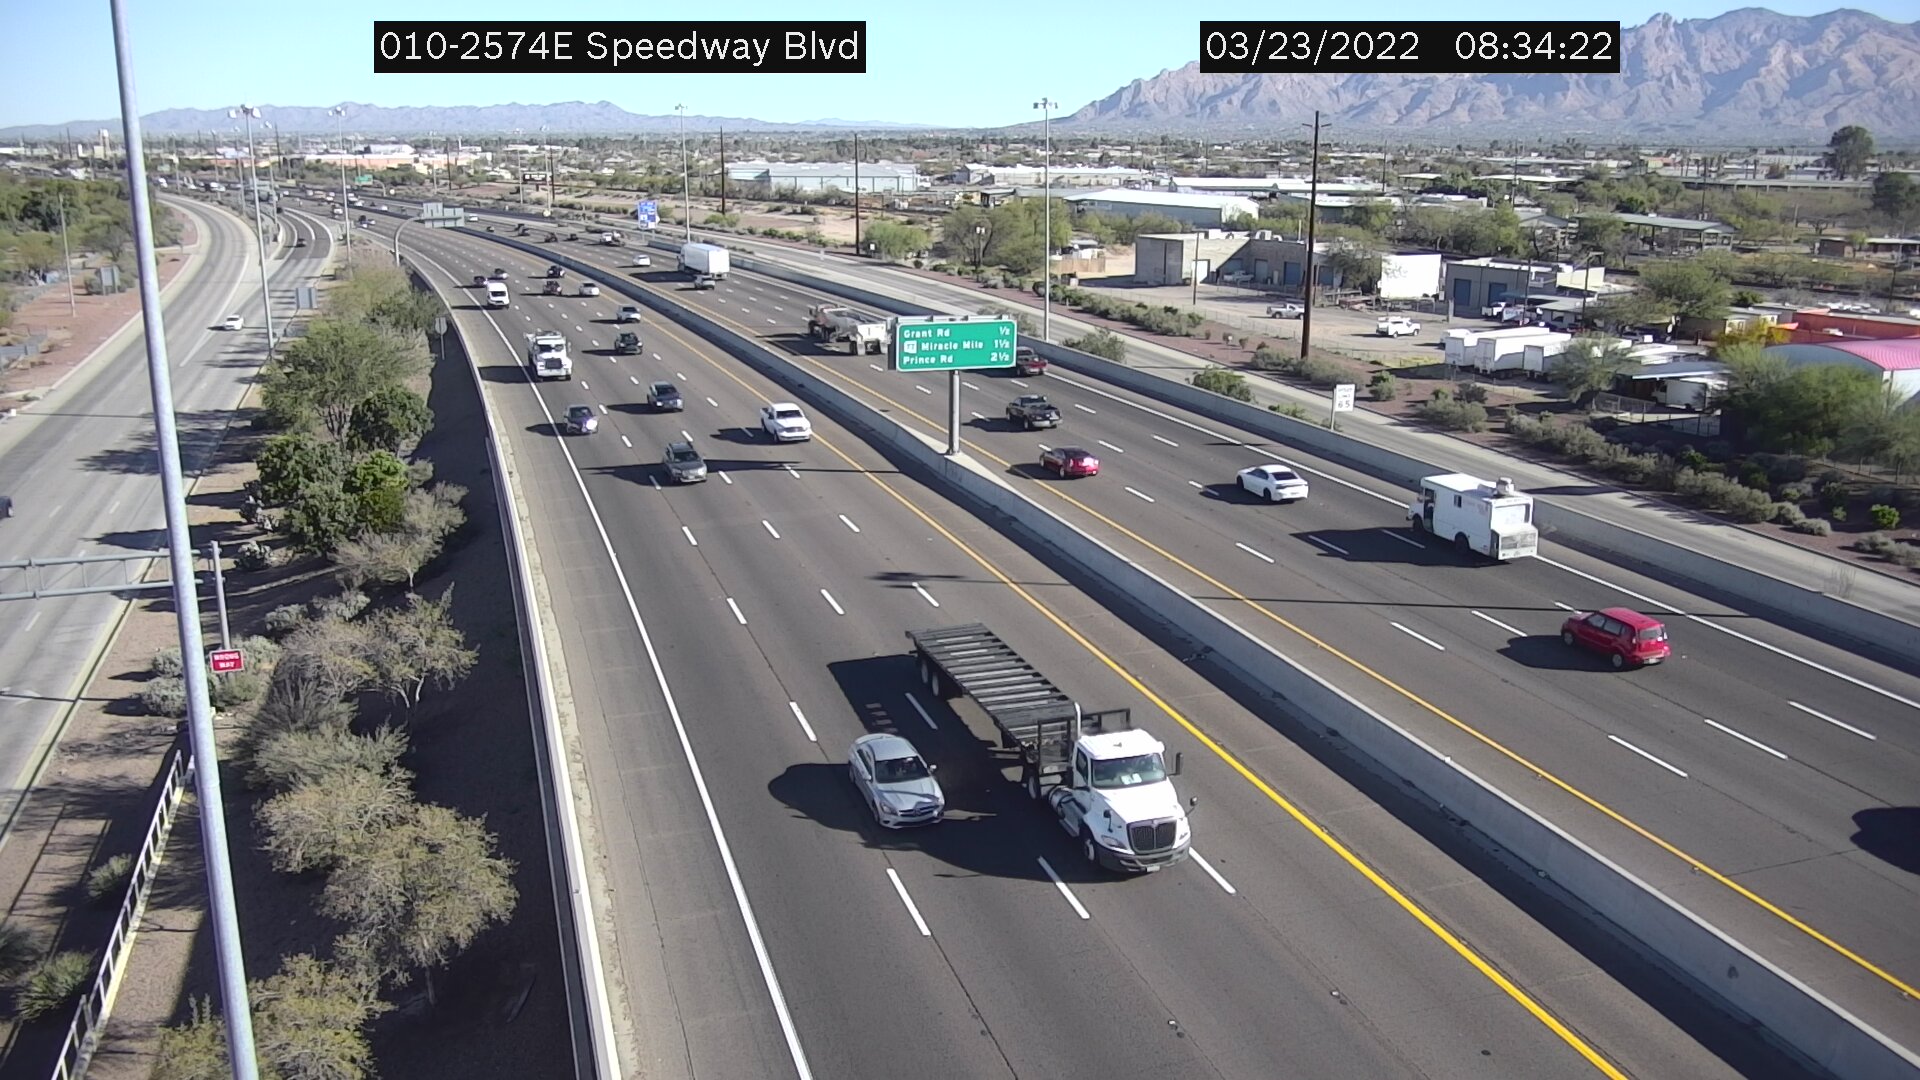 010-2574E Speedway Blvd
03/23/2022 08:34:22
Grant Rd ½
Miracle Mile 1½
Prince Rd 2½
65
WRONG
WAY